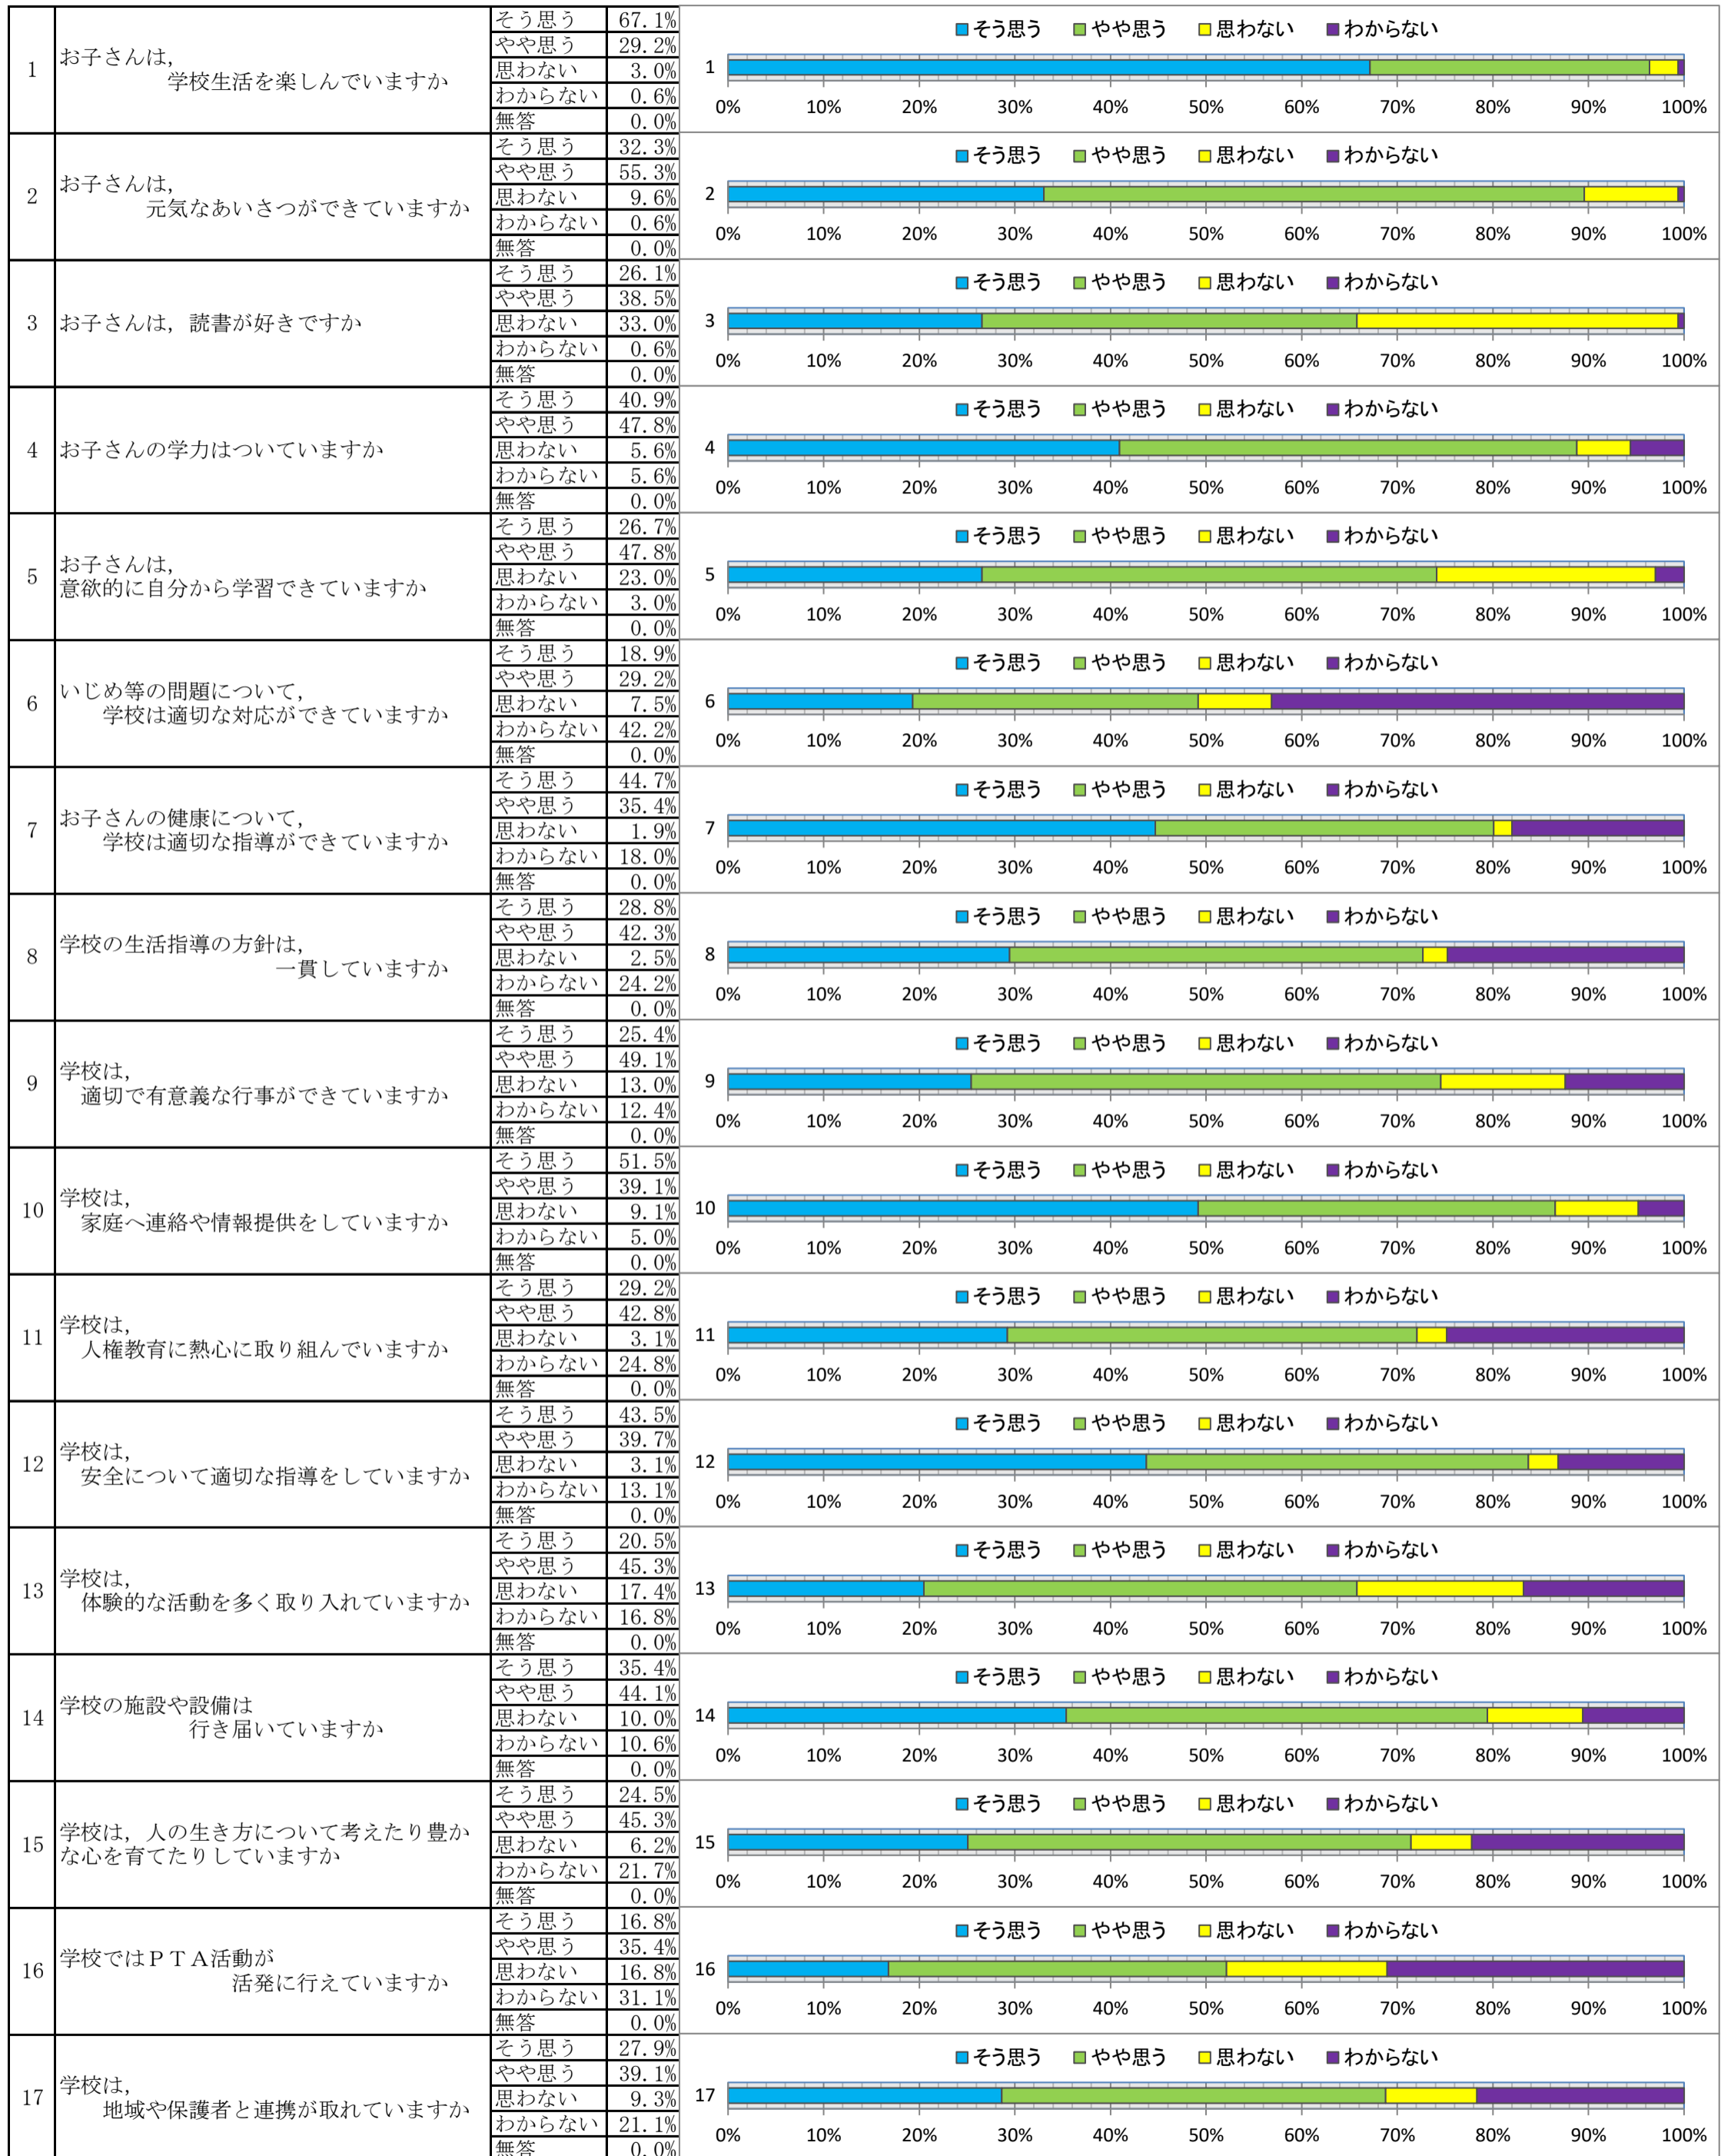 1
お子さんは，
学校生活を楽しんでいますか
そう思う 67.1%
やや思う 29.2%
思わない 3.0%
わからない 0.6%
無答 0.0%
そう思う やや思う 思わない わからない
1
0% 10% 20% 30% 40% 50% 60% 70% 80% 90% 100%
2
お子さんは，
元気なあいさつができていますか
そう思う 32.3%
やや思う 55.3%
思わない 9.6%
わからない 0.6%
無答 0.0%
そう思う やや思う 思わない わからない
2
0% 10% 20% 30% 40% 50% 60% 70% 80% 90% 100%
3
お子さんは，読書が好きですか
そう思う 26.1%
やや思う 38.5%
思わない 33.0%
わからない 0.6%
無答 0.0%
そう思う やや思う 思わない わからない
3
0% 10% 20% 30% 40% 50% 60% 70% 80% 90% 100%
4
お子さんの学力はついていますか
そう思う 40.9%
やや思う 47.8%
思わない 5.6%
わからない 5.6%
無答 0.0%
そう思う やや思う 思わない わからない
4
0% 10% 20% 30% 40% 50% 60% 70% 80% 90% 100%
5
お子さんは，
意欲的に自分から学習できていますか
そう思う 26.7%
やや思う 47.8%
思わない 23.0%
わからない 3.0%
無答 0.0%
そう思う やや思う 思わない わからない
5
0% 10% 20% 30% 40% 50% 60% 70% 80% 90% 100%
6
いじめ等の問題について，
学校は適切な対応ができていますか
そう思う 18.9%
やや思う 29.2%
思わない 7.5%
わからない 42.2%
無答 0.0%
そう思う やや思う 思わない わからない
6
0% 10% 20% 30% 40% 50% 60% 70% 80% 90% 100%
7
お子さんの健康について，
学校は適切な指導ができていますか
そう思う 44.7%
やや思う 35.4%
思わない 1.9%
わからない 18.0%
無答 0.0%
そう思う やや思う 思わない わからない
7
0% 10% 20% 30% 40% 50% 60% 70% 80% 90% 100%
8
学校の生活指導の方針は，
一貫していますか
そう思う 28.8%
やや思う 42.3%
思わない 2.5%
わからない 24.2%
無答 0.0%
そう思う やや思う 思わない わからない
8
0% 10% 20% 30% 40% 50% 60% 70% 80% 90% 100%
9
学校は，
適切で有意義な行事ができていますか
そう思う 25.4%
やや思う 49.1%
思わない 13.0%
わからない 12.4%
無答 0.0%
そう思う やや思う 思わない わからない
9
0% 10% 20% 30% 40% 50% 60% 70% 80% 90% 100%
10
学校は，
家庭へ連絡や情報提供をしていますか
そう思う 51.5%
やや思う 39.1%
思わない 9.1%
わからない 5.0%
無答 0.0%
そう思う やや思う 思わない わからない
10
0% 10% 20% 30% 40% 50% 60% 70% 80% 90% 100%
11
学校は，
人権教育に熱心に取り組んでいますか
そう思う 29.2%
やや思う 42.8%
思わない 3.1%
わからない 24.8%
無答 0.0%
そう思う やや思う 思わない わからない
11
0% 10% 20% 30% 40% 50% 60% 70% 80% 90% 100%
12
学校は，
安全について適切な指導をしていますか
そう思う 43.5%
やや思う 39.7%
思わない 3.1%
わからない 13.1%
無答 0.0%
そう思う やや思う 思わない わからない
12
0% 10% 20% 30% 40% 50% 60% 70% 80% 90% 100%
13
学校は，
体験的な活動を多く取り入れていますか
そう思う 20.5%
やや思う 45.3%
思わない 17.4%
わからない 16.8%
無答 0.0%
そう思う やや思う 思わない わからない
13
0% 10% 20% 30% 40% 50% 60% 70% 80% 90% 100%
14
学校の施設や設備は
行き届いていますか
そう思う 35.4%
やや思う 44.1%
思わない 10.0%
わからない 10.6%
無答 0.0%
そう思う やや思う 思わない わからない
14
0% 10% 20% 30% 40% 50% 60% 70% 80% 90% 100%
15
学校は，人の生き方について考えたり豊か
な心を育てたりしていますか
そう思う 24.5%
やや思う 45.3%
思わない 6.2%
わからない 21.7%
無答 0.0%
そう思う やや思う 思わない わからない
15
0% 10% 20% 30% 40% 50% 60% 70% 80% 90% 100%
16
学校ではＰＴＡ活動が
活発に行えていますか
そう思う 16.8%
やや思う 35.4%
思わない 16.8%
わからない 31.1%
無答 0.0%
そう思う やや思う 思わない わからない
16
0% 10% 20% 30% 40% 50% 60% 70% 80% 90% 100%
17
学校は，
地域や保護者と連携が取れていますか
そう思う 27.9%
やや思う 39.1%
思わない 9.3%
わからない 21.1%
無答 0.0%
そう思う やや思う 思わない わからない
17
0% 10% 20% 30% 40% 50% 60% 70% 80% 90% 100%